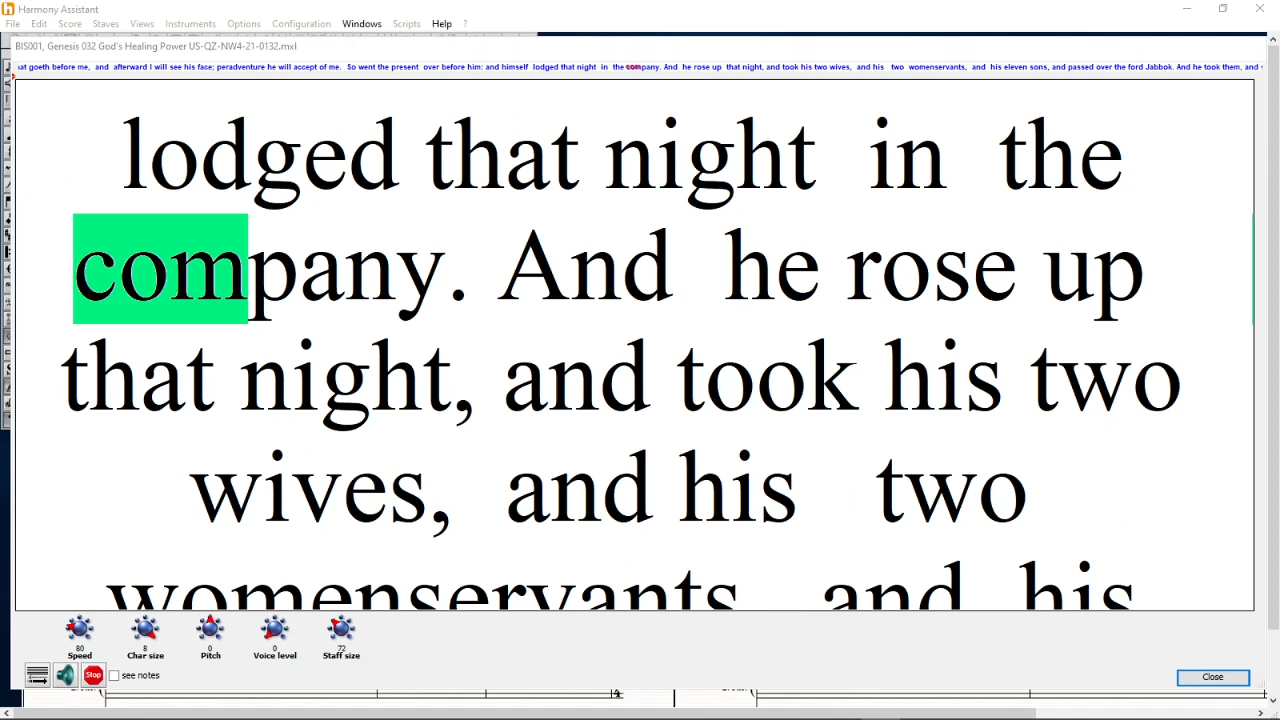 Harmony Assistant
File Edit Score Staves Views Instruments Options Configuration Windows Scripts Help ?
BIS001, Genesis 032 God's Healing Power US-QZ-NW4-21-0132.mxl
at goeth before me, and afterward I will see his face; peradventure he will accept of me. So went the present over before him: and himself lodged that night in the company. And he rose up that night, and took his two wives, and his two womenservants, and his eleven sons, and passed over the ford Jabbok. And he took them, and
lodged that night in the
company. And he rose up
that night, and took his two
wives, and his two
womenservants, and his
80 8 0 0 72
Speed Char size Pitch Voice level Staff size
Stop see notes
Close